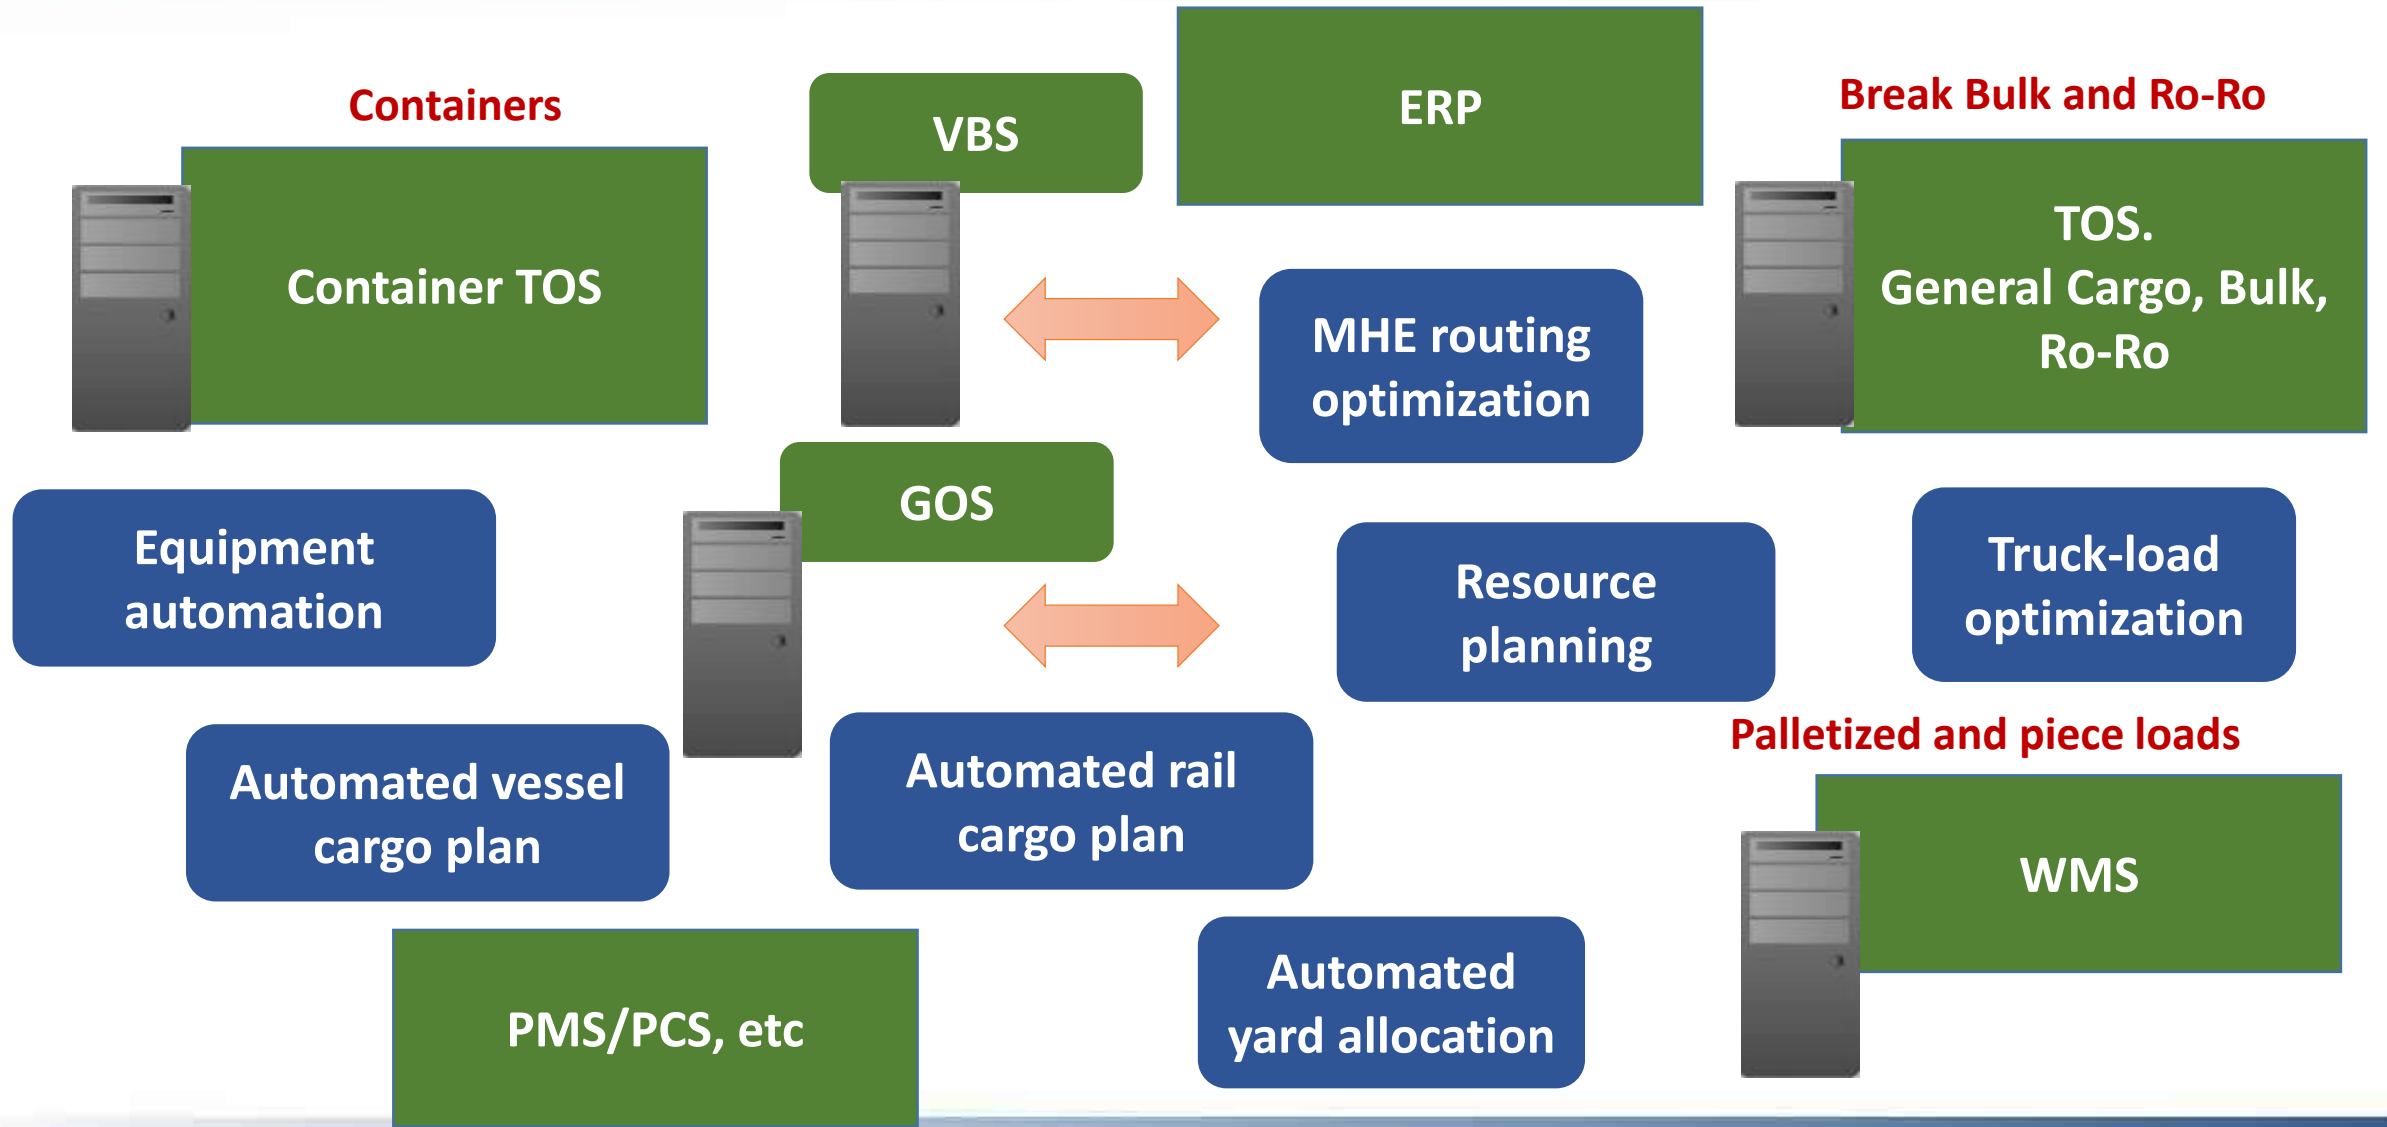 Containers
Container TOS
VBS
ERP
Break Bulk and Ro-Ro
TOS.
General Cargo, Bulk,
Ro-Ro
MHE routing
optimization
GOS
Equipment
automation
Resource
planning
Truck-load
optimization
Automated vessel
cargo plan
Automated rail
cargo plan
Palletized and piece loads
WMS
PMS/PCS, etc
Automated
yard allocation